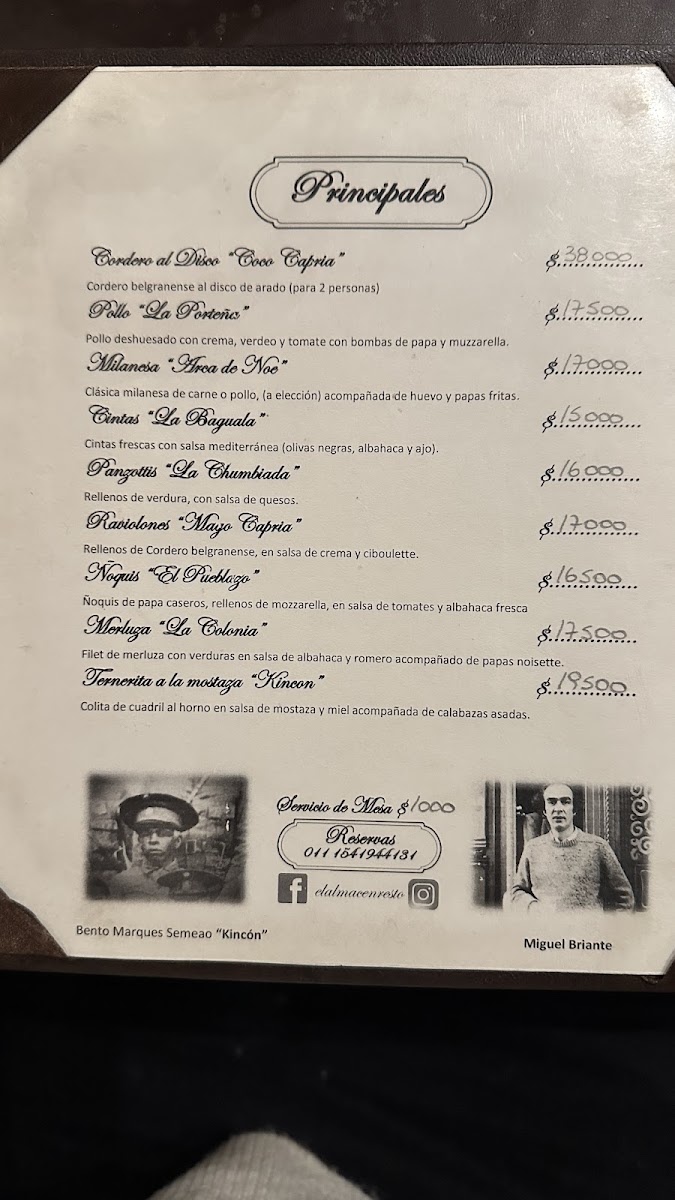 Principales
Cordero al Disco "Coco Capria" $38000
Cordero belgranense al disco de arado (para 2 personas)
Pollo "La Porteña" $17500
Pollo deshuesado con crema, verdeo y tomate con bombas de papa y muzzarella.
Milanesa "Arca de Noe" $17000
Clásica milanesa de carne o pollo, (a elección) acompañada de huevo y papas fritas.
Cintas "La Baguala" $15000
Cintas frescas con salsa mediterránea (olivas negras, albahaca y ajo).
Panzottis "La Chumbiada" $16000
Rellenos de verdura, con salsa de quesos.
Raviolones "Mayo Capria" $17000
Rellenos de Cordero belgranense, en salsa de crema y ciboulette.
Ñoquis "El Pueblazo" $16500
Ñoquis de papa caseros, rellenos de mozzarella, en salsa de tomates y albahaca fresca
Merluza "La Colonia" $17500
Filet de merluza con verduras en salsa de albahaca y romero acompañado de papas noisette.
Ternerita a la mostaza "Kincon" $19500
Colita de cuadril al horno en salsa de mostaza y miel acompañada de calabazas asadas.
Servicio de Mesa $1000
Reservas
011 1541944131
elalmacenresto
Bento Marques Semeao "Kincón"
Miguel Briante